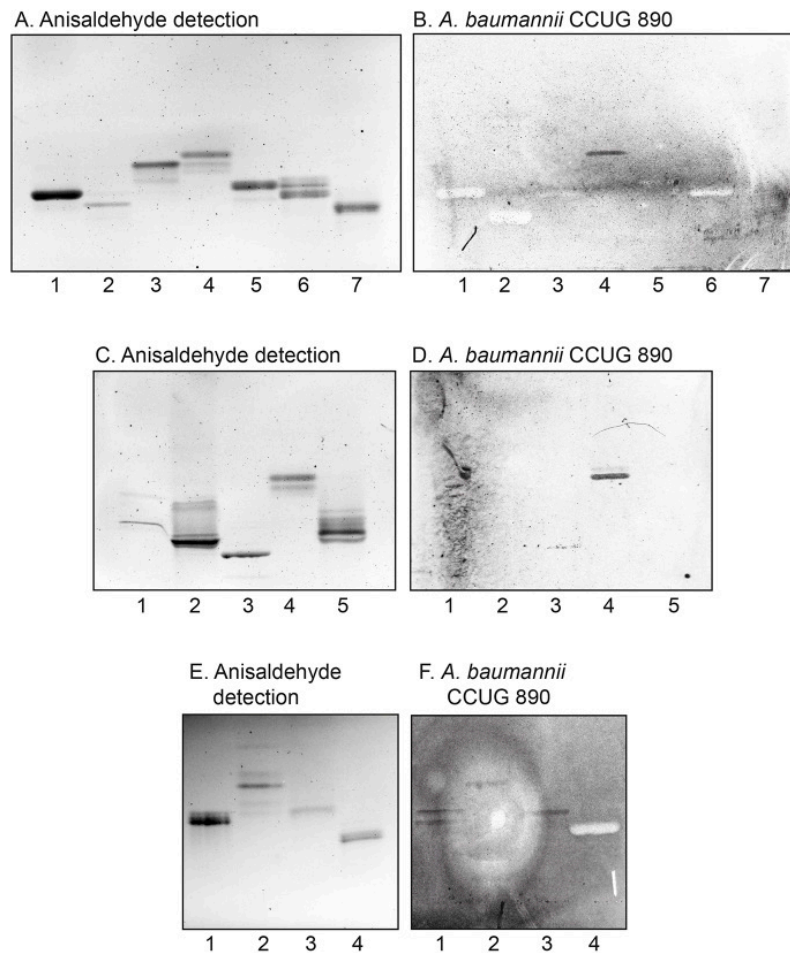 A. Anisaldehyde detection
B. A. baumannii CCUG 890
1 2 3 4 5 6 7
1 2 3 4 5 6 7
C. Anisaldehyde detection
D. A. baumannii CCUG 890
1 2 3 4 5
1 2 3 4 5
E. Anisaldehyde
detection
F. A. baumannii
CCUG 890
1 2 3 4
1 2 3 4